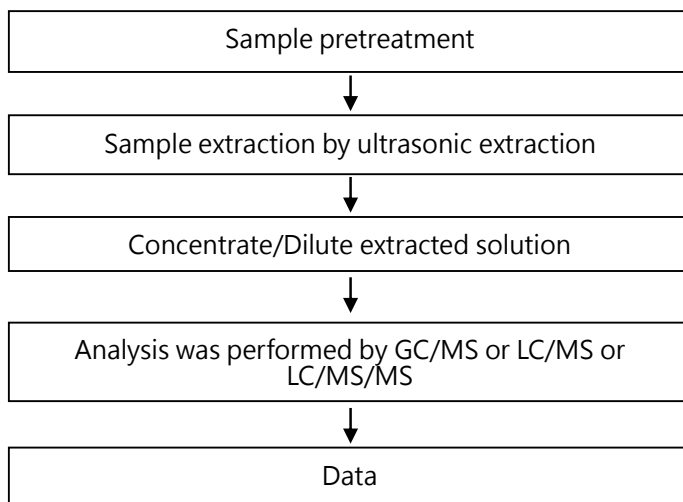 Sample pretreatment
Sample extraction by ultrasonic extraction
Concentrate/Dilute extracted solution
Analysis was performed by GC/MS or LC/MS or
LC/MS/MS
Data